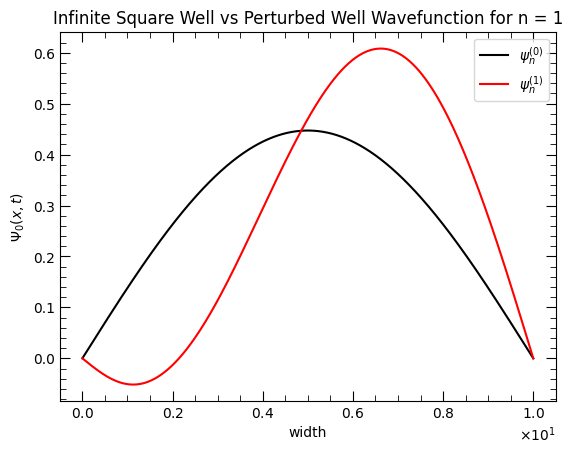 Infinite Square Well vs Perturbed Well Wavefunction for n = 1
0.6
0.5
0.4
0.3
0.2
0.1
0.0
Ψ₀(x, t)
ψₙ⁽⁰⁾
ψₙ⁽¹⁾
0.0 0.2 0.4 0.6 0.8 1.0
width
×10¹